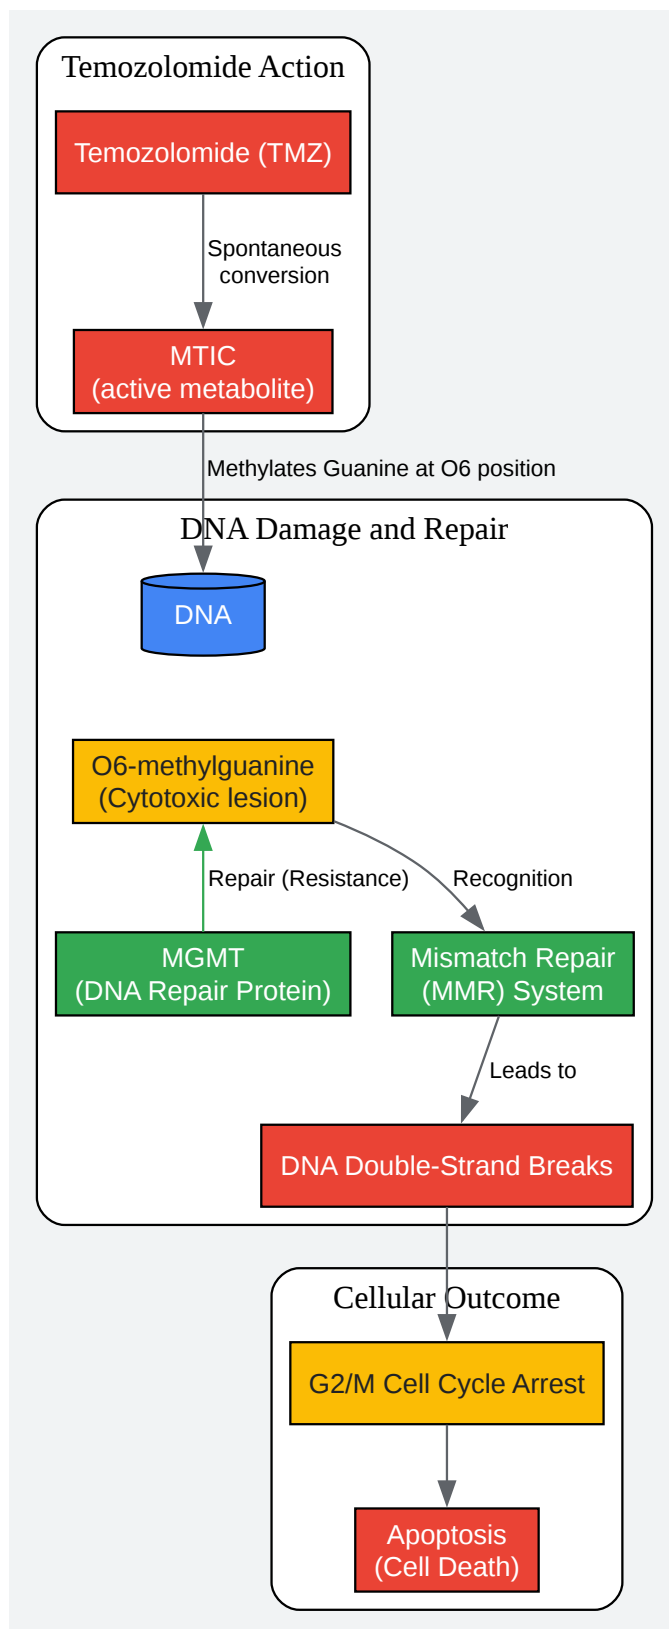 Temozolomide Action
Temozolomide (TMZ)
Spontaneous
conversion
MTIC
(active metabolite)
Methylates Guanine at O6 position
DNA Damage and Repair
DNA
O6-methylguanine
(Cytotoxic lesion)
Repair (Resistance)
Recognition
MGMT
(DNA Repair Protein)
Mismatch Repair
(MMR) System
Leads to
DNA Double-Strand Breaks
Cellular Outcome
G2/M Cell Cycle Arrest
Apoptosis
(Cell Death)